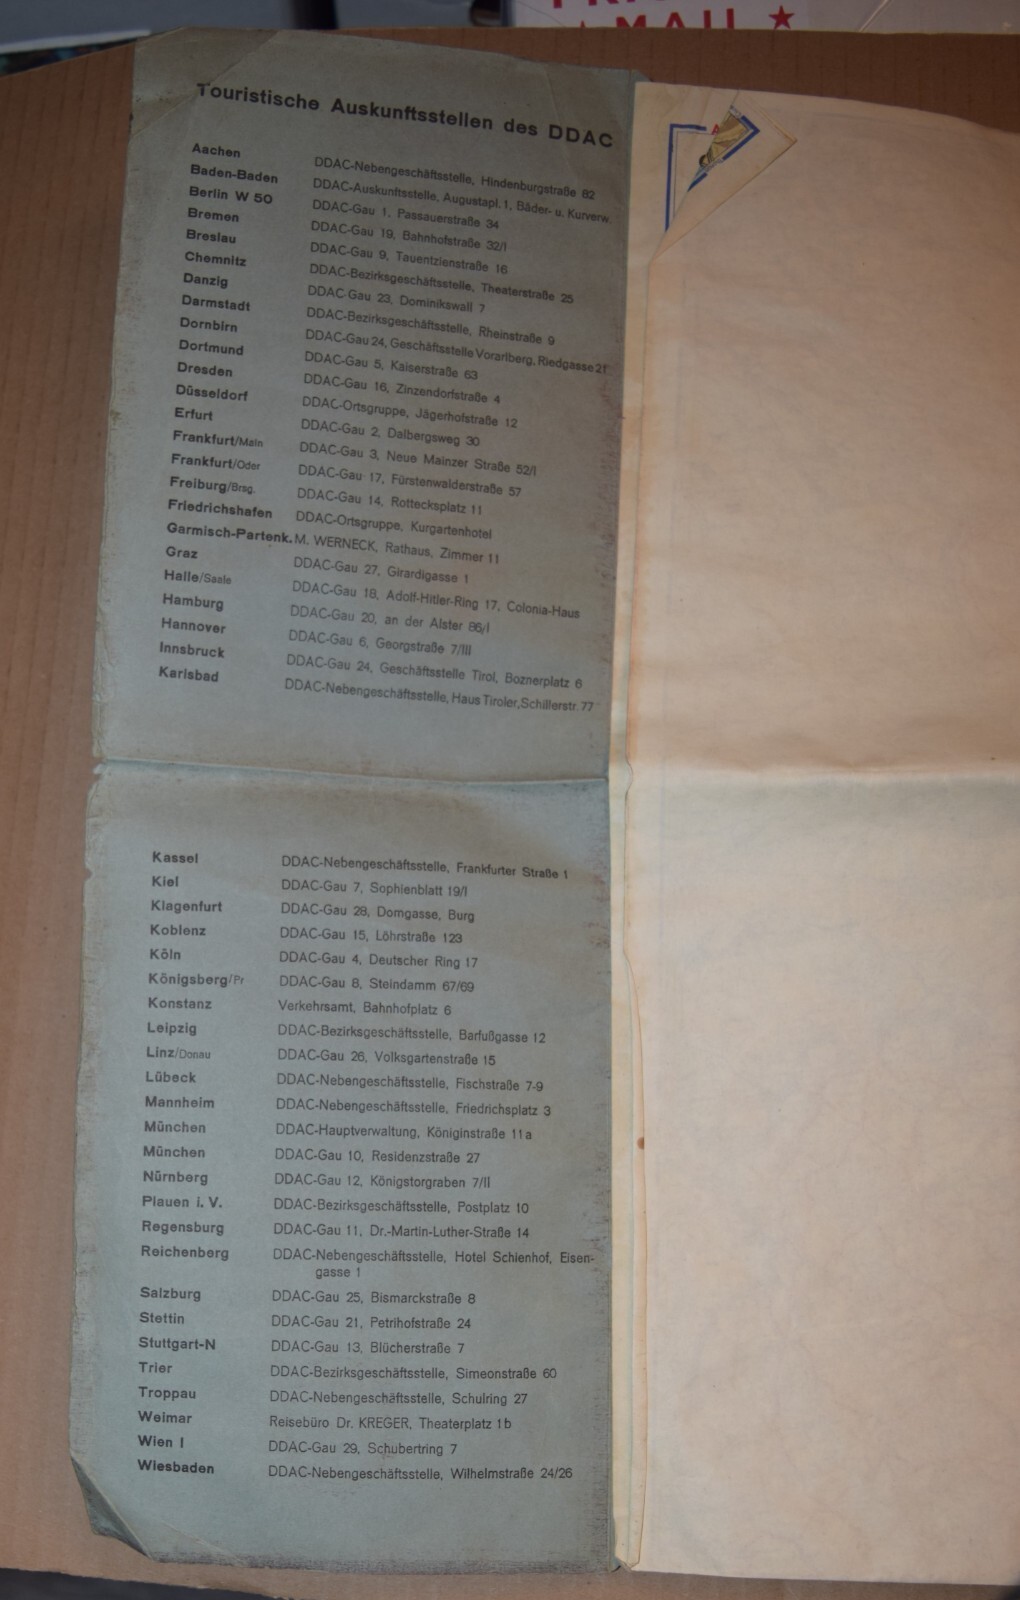 MAIL
Touristische Auskunftsstellen des DDAC
Aachen DDAC-Nebengeschäftsstelle, Hindenburgstraße 82
Baden-Baden DDAC-Auskunftsstelle, Augustapl. 1, Bäder- u. Kurverw.
Berlin W 50 DDAC-Gau 1, Passauerstraße 34
Bremen DDAC-Gau 19, Bahnhofstraße 32/I
Breslau DDAC-Gau 9, Tauentzienstraße 16
Chemnitz DDAC-Bezirksgeschäftsstelle, Theaterstraße 25
Danzig DDAC-Gau 23, Dominikswall 7
Darmstadt DDAC-Bezirksgeschäftsstelle, Rheinstraße 9
Dornbirn DDAC-Gau 24, Geschäftsstelle Vorarlberg, Riedgasse 21
Dortmund DDAC-Gau 5, Kaiserstraße 63
Dresden DDAC-Gau 16, Zinzendorfstraße 4
Düsseldorf DDAC-Ortsgruppe, Jägerhofstraße 12
Erfurt DDAC-Gau 2, Dalbergsweg 30
Frankfurt/Main DDAC-Gau 3, Neue Mainzer Straße 52/I
Frankfurt/Oder DDAC-Gau 17, Fürstenwalderstraße 57
Freiburg/Brsg. DDAC-Gau 14, Rottecksplatz 11
Friedrichshafen DDAC-Ortsgruppe, Kurgartenhotel
Garmisch-Partenk. M. WERNECK, Rathaus, Zimmer 11
Graz DDAC-Gau 27, Girardigasse 1
Halle/Saale DDAC-Gau 18, Adolf-Hitler-Ring 17, Colonia-Haus
Hamburg DDAC-Gau 20, an der Alster 86/I
Hannover DDAC-Gau 6, Georgstraße 7/III
Innsbruck DDAC-Gau 24, Geschäftsstelle Tirol, Boznerplatz 6
Karlsbad DDAC-Nebengeschäftsstelle, Haus Tiroler, Schillerstr. 77
Kassel DDAC-Nebengeschäftsstelle, Frankfurter Straße 1
Kiel DDAC-Gau 7, Sophienblatt 19/I
Klagenfurt DDAC-Gau 28, Domgasse, Burg
Koblenz DDAC-Gau 15, Löhrstraße 123
Köln DDAC-Gau 4, Deutscher Ring 17
Königsberg/Pr DDAC-Gau 8, Steindamm 67/69
Konstanz Verkehrsamt, Bahnhofplatz 6
Leipzig DDAC-Bezirksgeschäftsstelle, Barfußgasse 12
Linz/Donau DDAC-Gau 26, Volksgartenstraße 15
Lübeck DDAC-Nebengeschäftsstelle, Fischstraße 7-9
Mannheim DDAC-Nebengeschäftsstelle, Friedrichsplatz 3
München DDAC-Hauptverwaltung, Königinstraße 11a
München DDAC-Gau 10, Residenzstraße 27
Nürnberg DDAC-Gau 12, Königstorgraben 7/II
Plauen i. V. DDAC-Bezirksgeschäftsstelle, Postplatz 10
Regensburg DDAC-Gau 11, Dr.-Martin-Luther-Straße 14
Reichenberg DDAC-Nebengeschäftsstelle, Hotel Schienhof, Eisen-
gasse 1
Salzburg DDAC-Gau 25, Bismarckstraße 8
Stettin DDAC-Gau 21, Petrihofstraße 24
Stuttgart-N DDAC-Gau 13, Blücherstraße 7
Trier DDAC-Bezirksgeschäftsstelle, Simeonstraße 60
Troppau DDAC-Nebengeschäftsstelle, Schulring 27
Weimar Reisebüro Dr. KREGER, Theaterplatz 1b
Wien I DDAC-Gau 29, Schubertring 7
Wiesbaden DDAC-Nebengeschäftsstelle, Wilhelmstraße 24/26